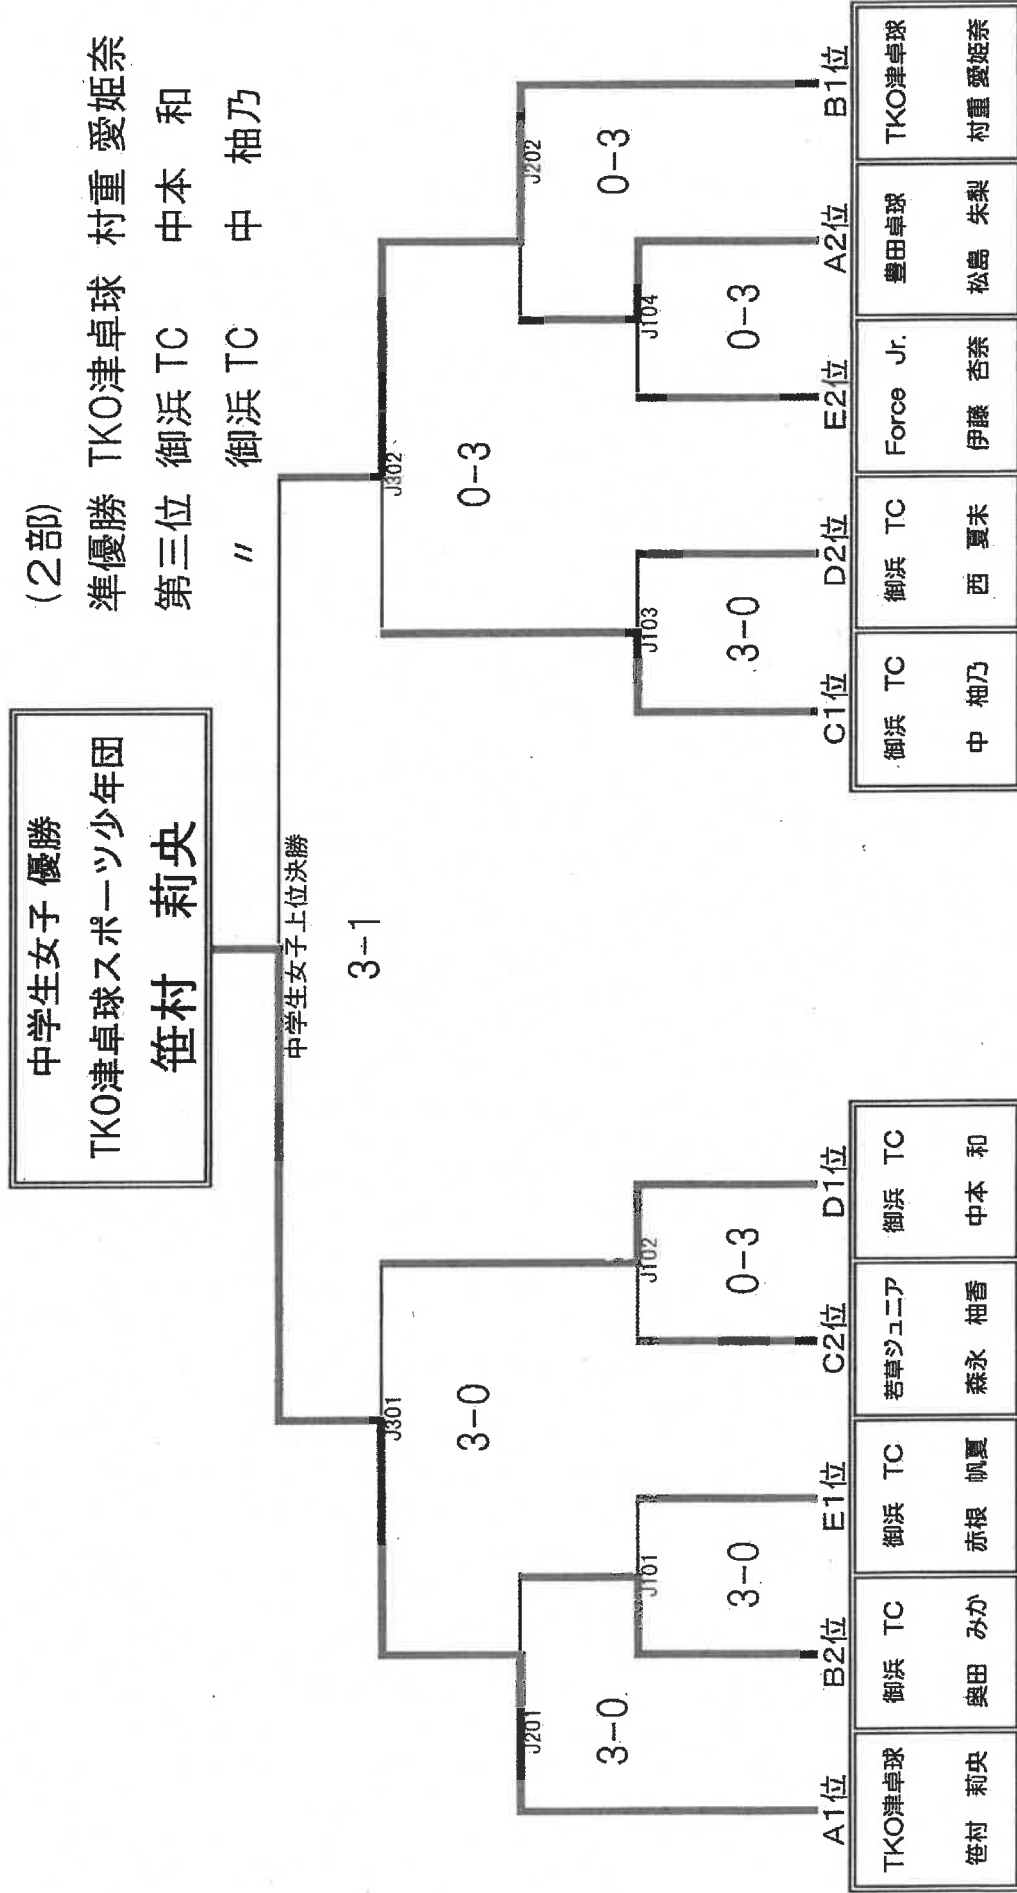 (2部)
準優勝 TKO津卓球 村重 愛姫奈
第三位 御浜 TC 中本 和
〃 御浜 TC 中 柚乃
中学生女子 優勝
TKO津卓球スポーツ少年団
笹村 莉央
中学生女子上位決勝
3-1
J301
3-0
J302
0-3
J201
3-0
J202
0-3
J101
3-0
J102
0-3
J103
3-0
J104
0-3
A1位 B2位 E1位 C2位 D1位 C1位 D2位 E2位 A2位 B1位
TKO津卓球 御浜 TC 御浜 TC 若草ジュニア 御浜 TC 御浜 TC 御浜 TC Force Jr. 豊田卓球 TKO津卓球
笹村 莉央 奥田 みか 赤根 帆夏 森永 柚香 中本 和 中 柚乃 西 夏未 伊藤 杏奈 松島 朱梨 村重 愛姫奈